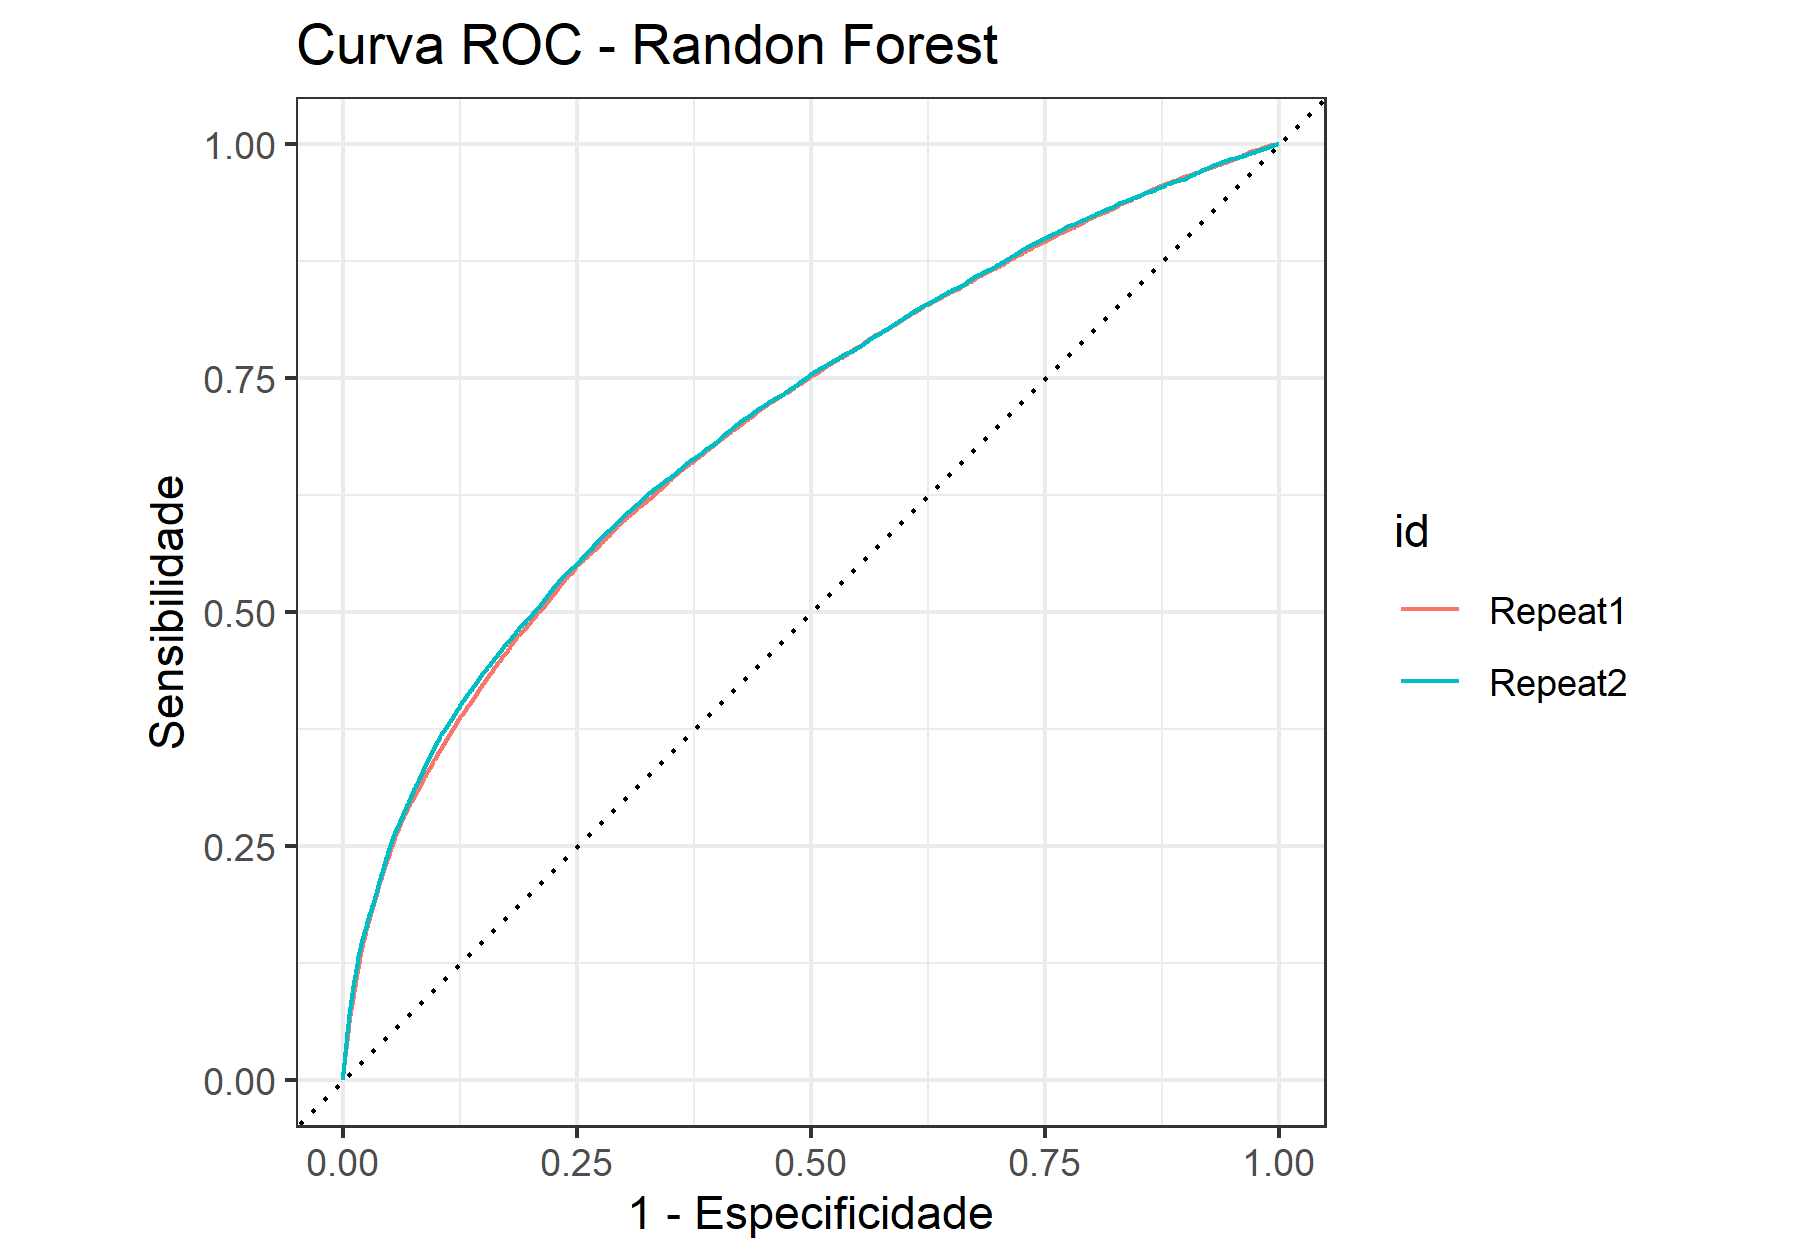 Curva ROC - Randon Forest
1.00
0.75
0.50
0.25
0.00
Sensibilidade
0.00 0.25 0.50 0.75 1.00
1 - Especificidade
id
Repeat1
Repeat2